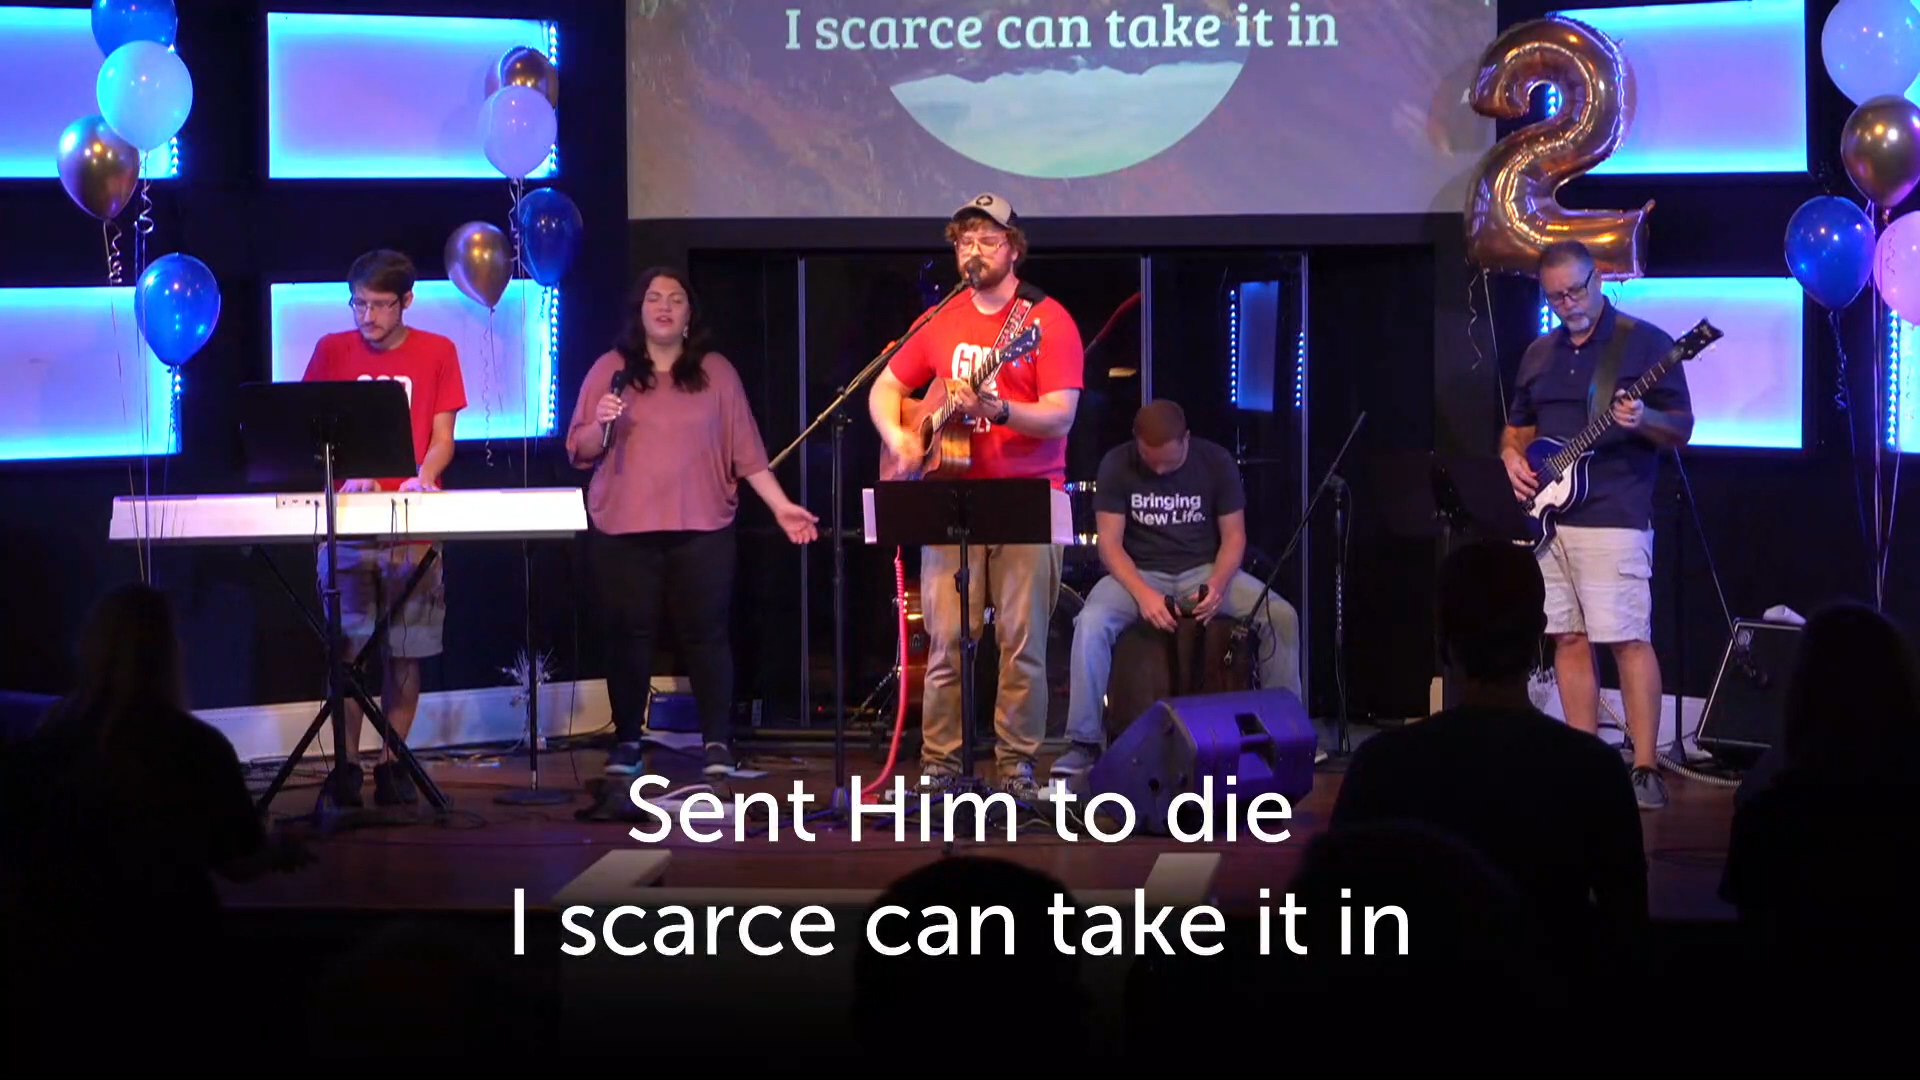 I scarce can take it in
Bringing
New Life.
Sent Him to die
I scarce can take it in